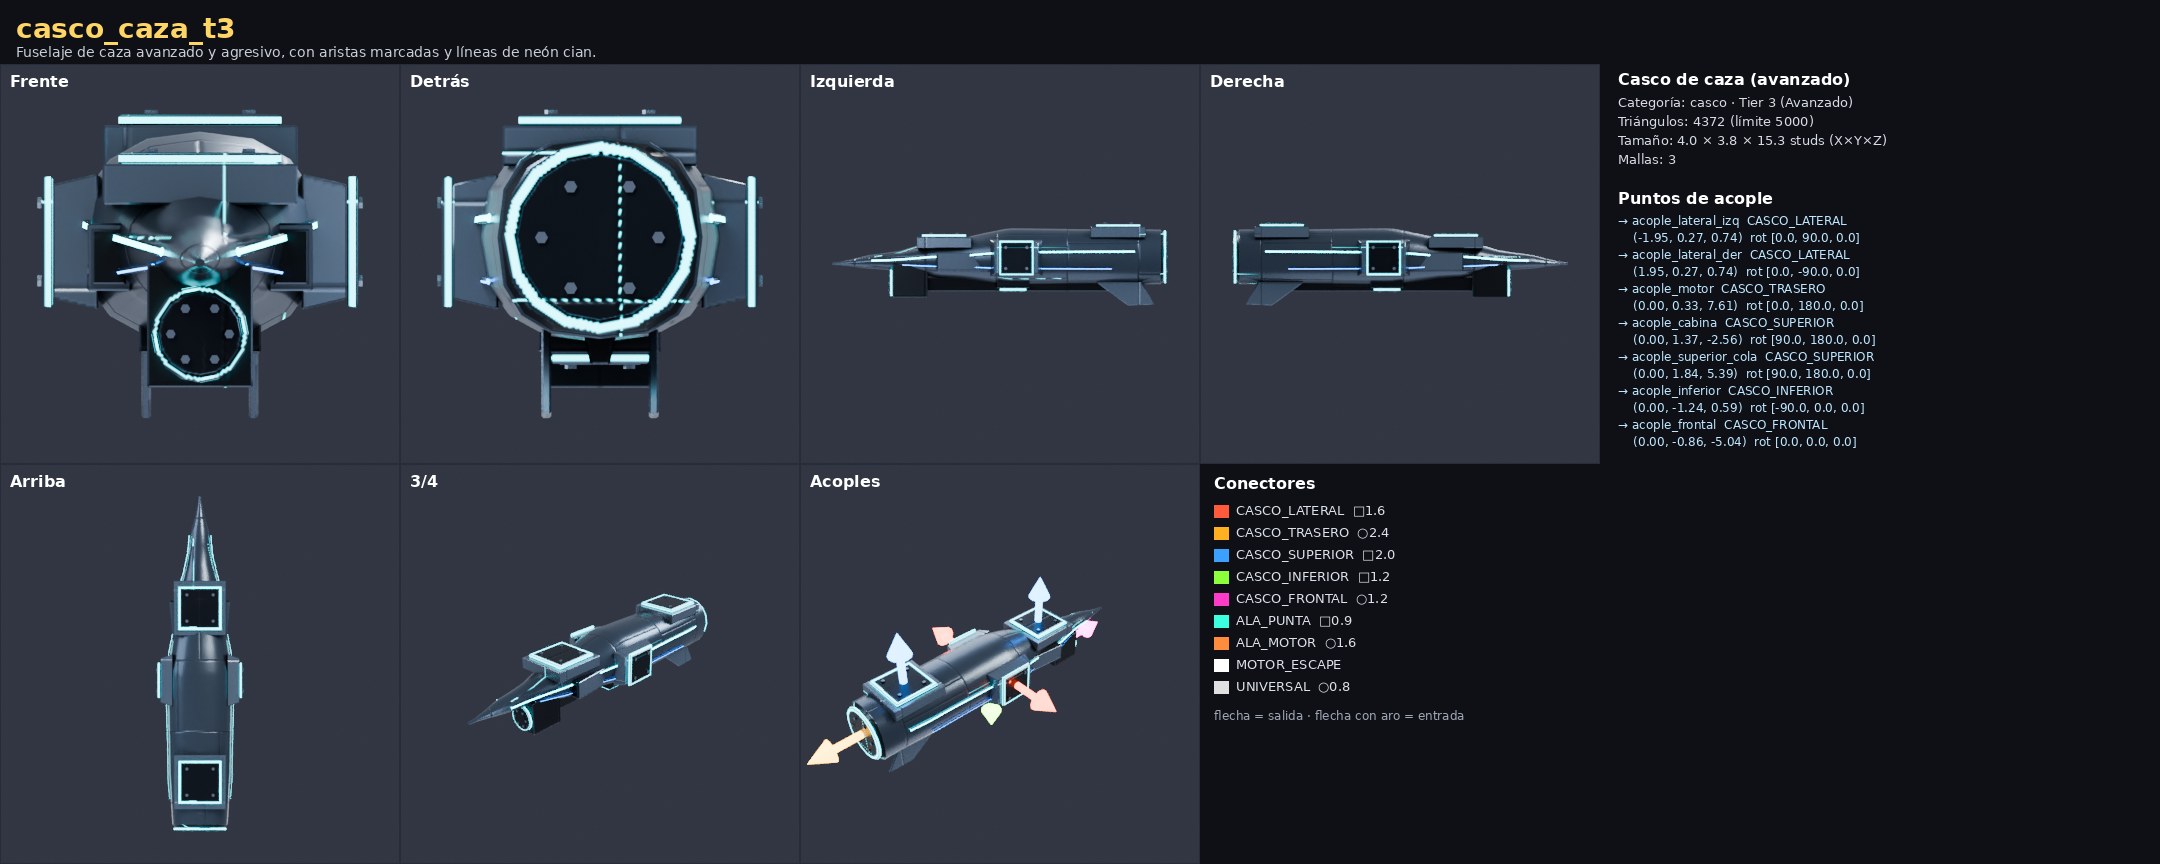 casco_caza_t3
Fuselaje de caza avanzado y agresivo, con aristas marcadas y líneas de neón cian.
Frente
Detrás
Izquierda
Derecha
Casco de caza (avanzado)
Categoría: casco · Tier 3 (Avanzado)
Triángulos: 4372 (límite 5000)
Tamaño: 4.0 × 3.8 × 15.3 studs (X×Y×Z)
Mallas: 3
Puntos de acople
→ acople_lateral_izq CASCO_LATERAL
(-1.95, 0.27, 0.74) rot [0.0, 90.0, 0.0]
→ acople_lateral_der CASCO_LATERAL
(1.95, 0.27, 0.74) rot [0.0, -90.0, 0.0]
→ acople_motor CASCO_TRASERO
(0.00, 0.33, 7.61) rot [0.0, 180.0, 0.0]
→ acople_cabina CASCO_SUPERIOR
(0.00, 1.37, -2.56) rot [90.0, 180.0, 0.0]
→ acople_superior_cola CASCO_SUPERIOR
(0.00, 1.84, 5.39) rot [90.0, 180.0, 0.0]
→ acople_inferior CASCO_INFERIOR
(0.00, -1.24, 0.59) rot [-90.0, 0.0, 0.0]
→ acople_frontal CASCO_FRONTAL
(0.00, -0.86, -5.04) rot [0.0, 0.0, 0.0]
Arriba
3/4
Acoples
Conectores
CASCO_LATERAL □1.6
CASCO_TRASERO ○2.4
CASCO_SUPERIOR □2.0
CASCO_INFERIOR □1.2
CASCO_FRONTAL ○1.2
ALA_PUNTA □0.9
ALA_MOTOR ○1.6
MOTOR_ESCAPE
UNIVERSAL ○0.8
flecha = salida · flecha con aro = entrada